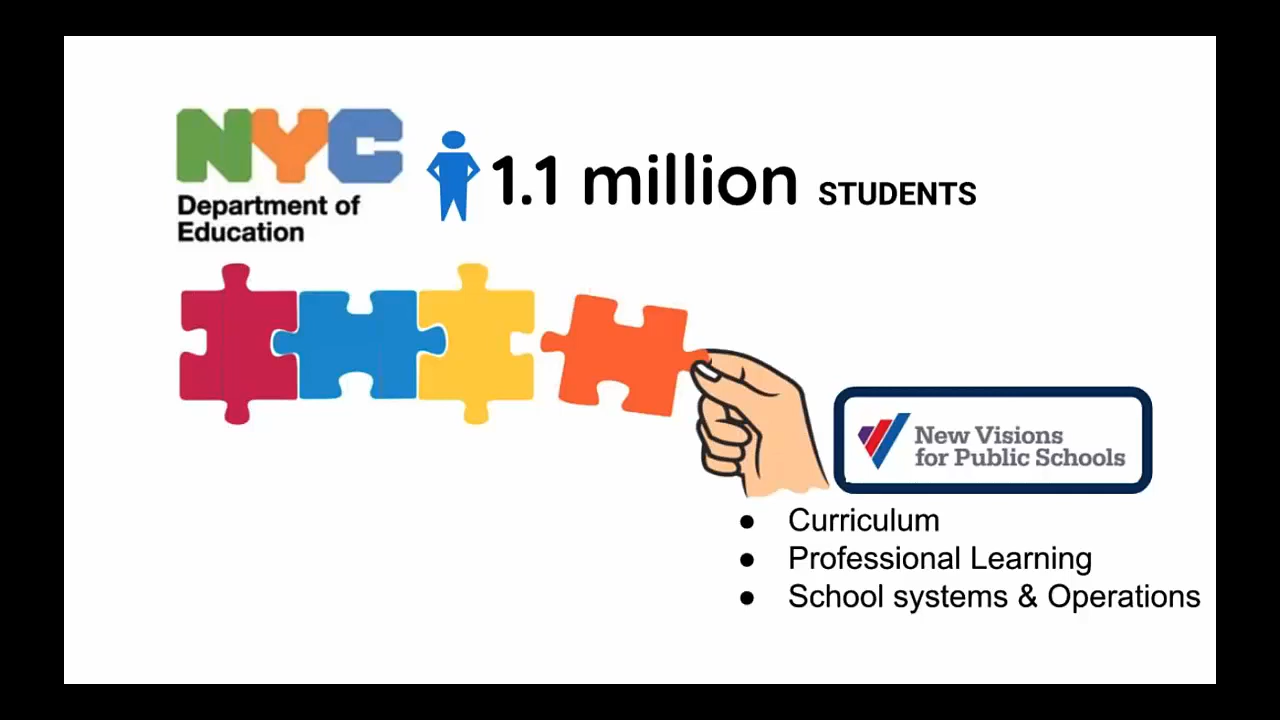 NYC
Department of
Education
1.1 million STUDENTS
New Visions
for Public Schools
● Curriculum
● Professional Learning
● School systems & Operations